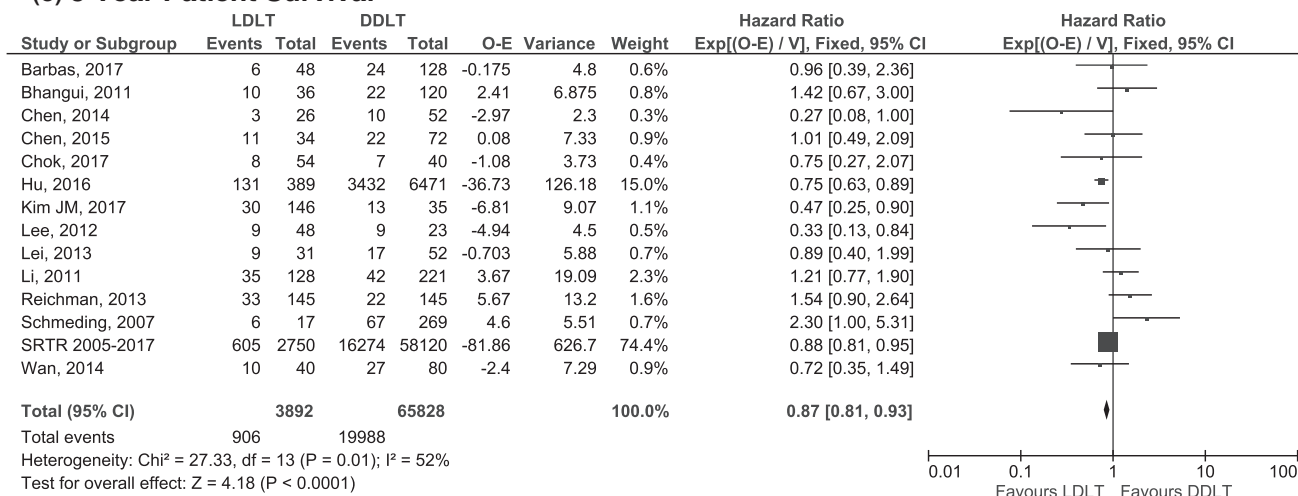 LDLT DDLT Hazard Ratio Hazard Ratio
Study or Subgroup Events Total Events Total O-E Variance Weight Exp[(O-E) / V], Fixed, 95% CI Exp[(O-E) / V], Fixed, 95% CI
Barbas, 2017 6 48 24 128 -0.175 4.8 0.6% 0.96 [0.39, 2.36]
Bhangui, 2011 10 36 22 120 2.41 6.875 0.8% 1.42 [0.67, 3.00]
Chen, 2014 3 26 10 52 -2.97 2.3 0.3% 0.27 [0.08, 1.00]
Chen, 2015 11 34 22 72 0.08 7.33 0.9% 1.01 [0.49, 2.09]
Chok, 2017 8 54 7 40 -1.08 3.73 0.4% 0.75 [0.27, 2.07]
Hu, 2016 131 389 3432 6471 -36.73 126.18 15.0% 0.75 [0.63, 0.89]
Kim JM, 2017 30 146 13 35 -6.81 9.07 1.1% 0.47 [0.25, 0.90]
Lee, 2012 9 48 9 23 -4.94 4.5 0.5% 0.33 [0.13, 0.84]
Lei, 2013 9 31 17 52 -0.703 5.88 0.7% 0.89 [0.40, 1.99]
Li, 2011 35 128 42 221 3.67 19.09 2.3% 1.21 [0.77, 1.90]
Reichman, 2013 33 145 22 145 5.67 13.2 1.6% 1.54 [0.90, 2.64]
Schmeding, 2007 6 17 67 269 4.6 5.51 0.7% 2.30 [1.00, 5.31]
SRTR 2005-2017 605 2750 16274 58120 -81.86 626.7 74.4% 0.88 [0.81, 0.95]
Wan, 2014 10 40 27 80 -2.4 7.29 0.9% 0.72 [0.35, 1.49]
Total (95% CI) 3892 65828 100.0% 0.87 [0.81, 0.93]
Total events 906 19988
Heterogeneity: Chi² = 27.33, df = 13 (P = 0.01); I² = 52%
Test for overall effect: Z = 4.18 (P < 0.0001)
0.01 0.1 1 10 100
Favours LDLT Favours DDLT